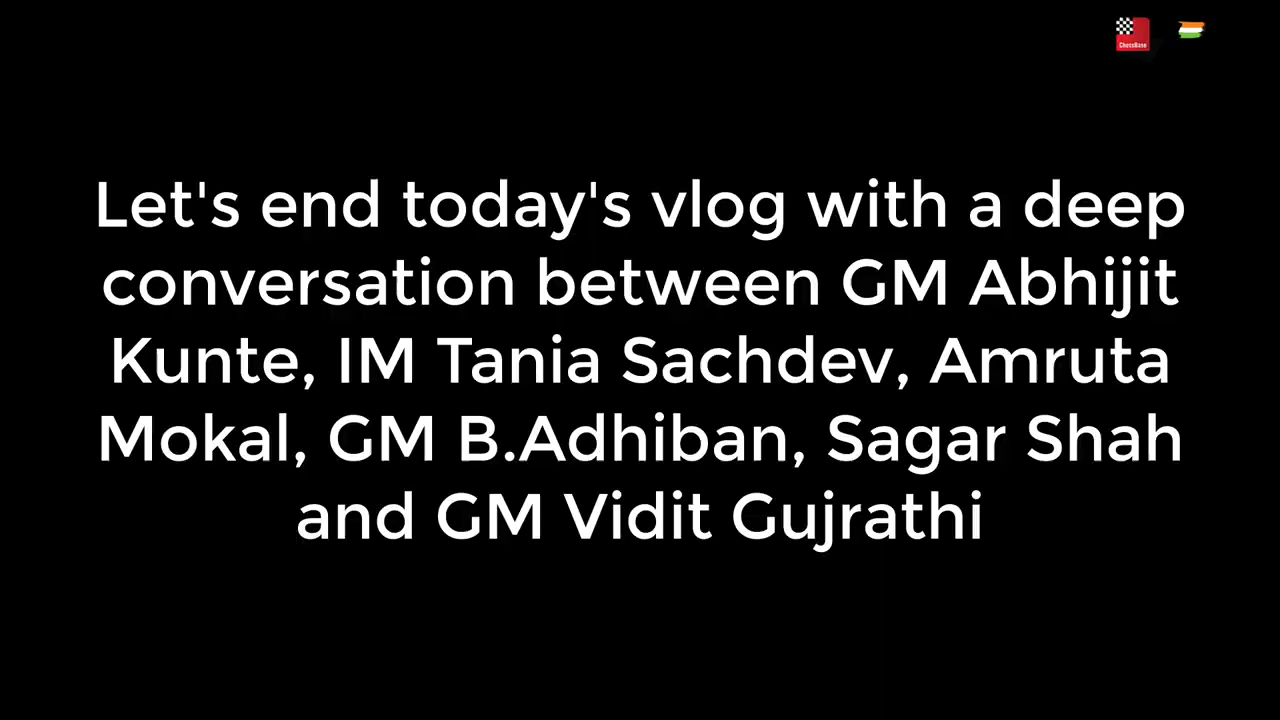 ChessBase
Let's end today's vlog with a deep
conversation between GM Abhijit
Kunte, IM Tania Sachdev, Amruta
Mokal, GM B.Adhiban, Sagar Shah
and GM Vidit Gujrathi